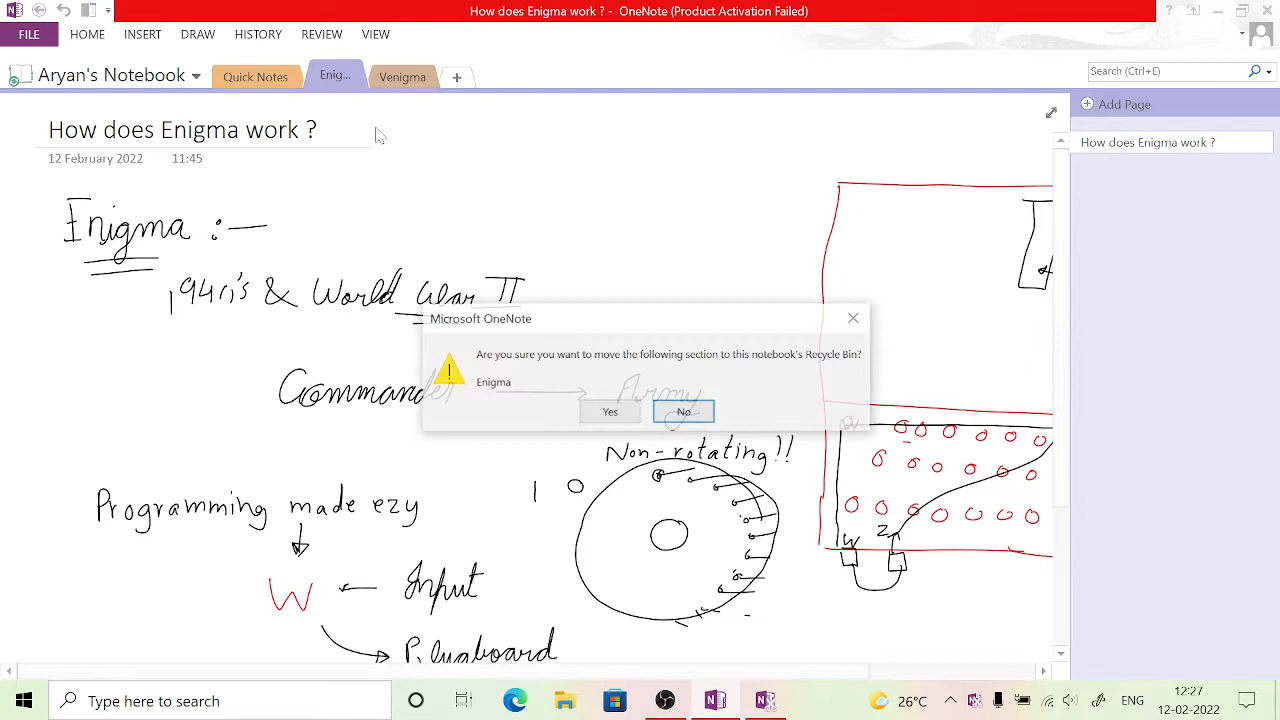 How does Enigma work ? - OneNote (Product Activation Failed)
FILE HOME INSERT DRAW HISTORY REVIEW VIEW
Aryan's Notebook Quick Notes Enig... Venigma +
Search (Ctrl+E)
Add Page
How does Enigma work ?
How does Enigma work ?
12 February 2022 11:45
Enigma :—
1940's & World War II
Microsoft OneNote
Are you sure you want to move the following section to this notebook's Recycle Bin?
Enigma
Yes No
Commander Army
Non-rotating!!
1 0
Programming made ezy
W Input
Plugboard
W Z
Type here to search
26°C
ENG
12:27
12-02-2022